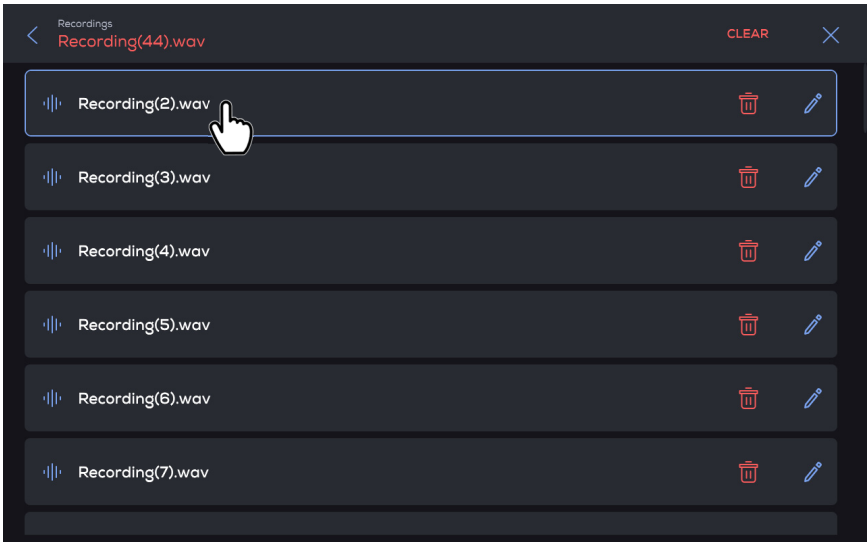 Recordings
Recording(44).wav
CLEAR
Recording(2).wav
Recording(3).wav
Recording(4).wav
Recording(5).wav
Recording(6).wav
Recording(7).wav